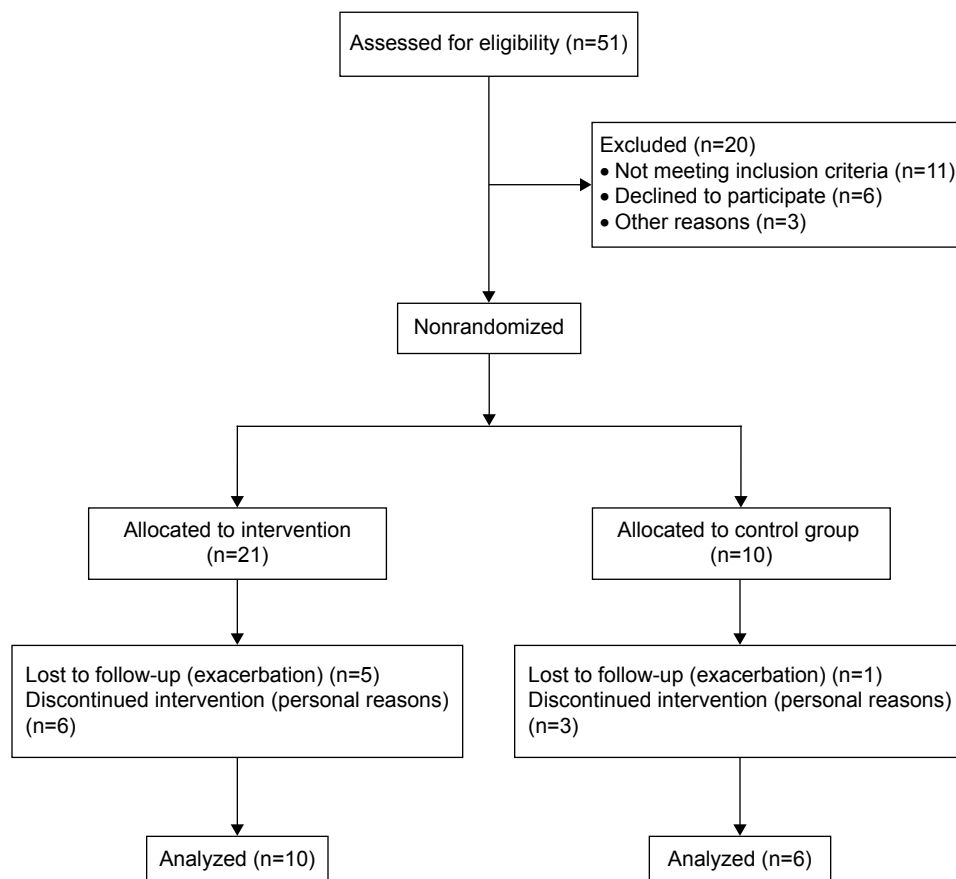 Assessed for eligibility (n=51)
Excluded (n=20)
• Not meeting inclusion criteria (n=11)
• Declined to participate (n=6)
• Other reasons (n=3)
Nonrandomized
Allocated to intervention
(n=21)
Allocated to control group
(n=10)
Lost to follow-up (exacerbation) (n=5)
Discontinued intervention (personal reasons)
(n=6)
Lost to follow-up (exacerbation) (n=1)
Discontinued intervention (personal reasons)
(n=3)
Analyzed (n=10)
Analyzed (n=6)